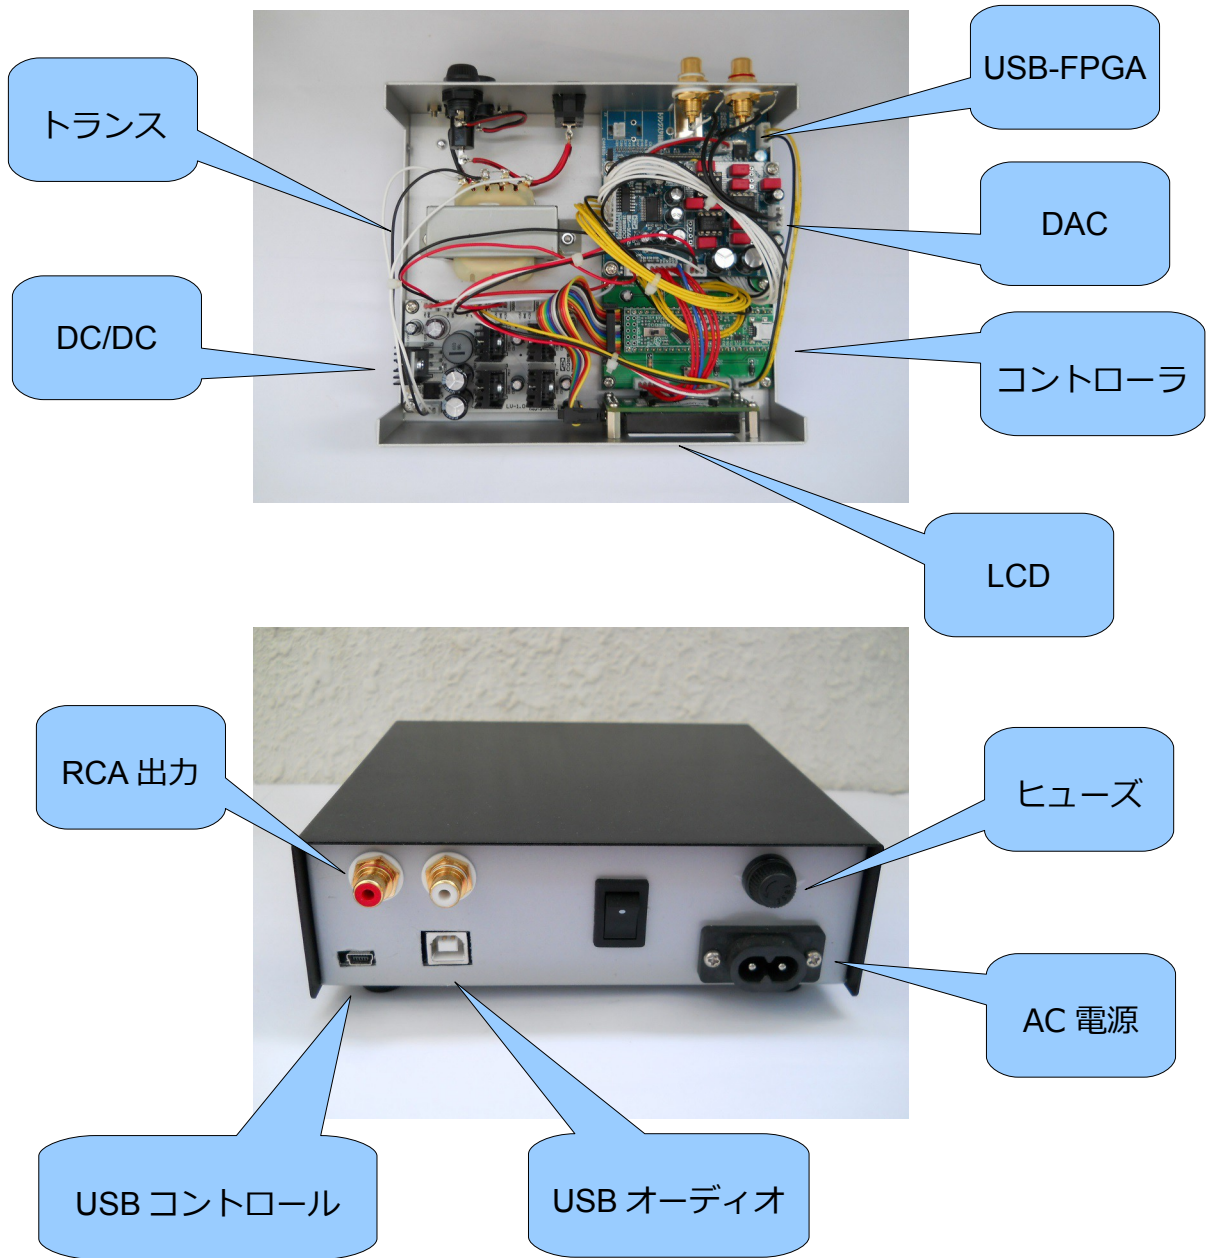 USB-FPGA
トランス
DAC
DC/DC
コントローラ
LCD
RCA 出力
ヒューズ
AC 電源
USB コントロール
USB オーディオ